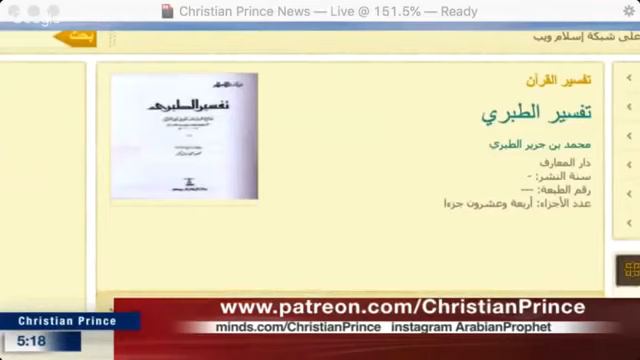 Christian Prince News — Live @ 151.5% — Ready
على شبكة إسلام ويب
بحث
تفسير القرآن
تفسير الطبري
محمد بن جرير الطبري
دار المعارف
سنة النشر: -
رقم الطبعة: ---
عدد الأجزاء: أربعة وعشرون جزءا
تفسير الطبري
www.patreon.com/ChristianPrince
Christian Prince
minds.com/ChristianPrince instagram ArabianProphet
5:18